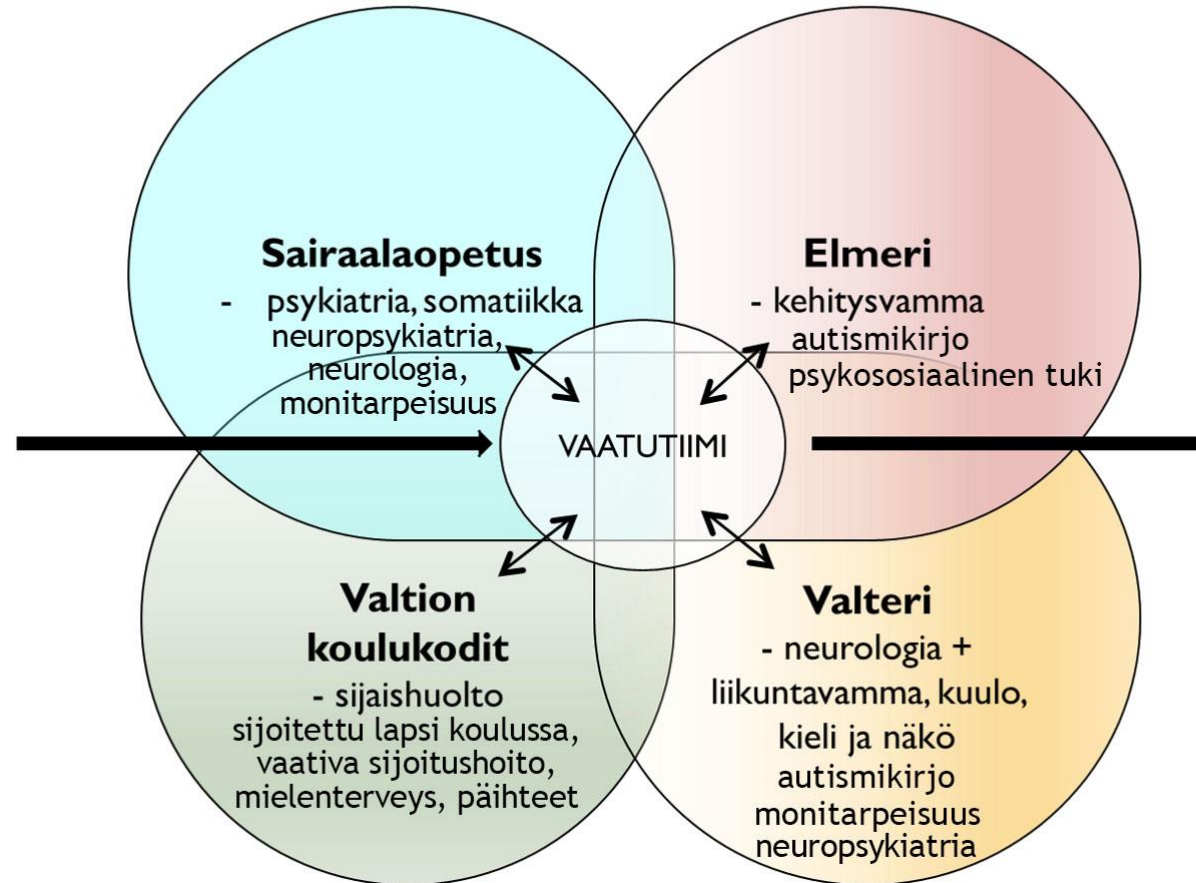 Sairaalaopetus
- psykiatria, somatiikka
neuropsykiatria,
neurologia,
monitarpeisuus
Elmeri
- kehitysvamma
autismikirjo
psykososiaalinen tuki
VAATUTIIMI
Valtion
koulukodit
- sijaishuolto
sijoitettu lapsi koulussa,
vaativa sijoitushoito,
mielenterveys, päihteet
Valteri
- neurologia +
liikuntavamma, kuulo,
kieli ja näkö
autismikirjo
monitarpeisuus
neuropsykiatria